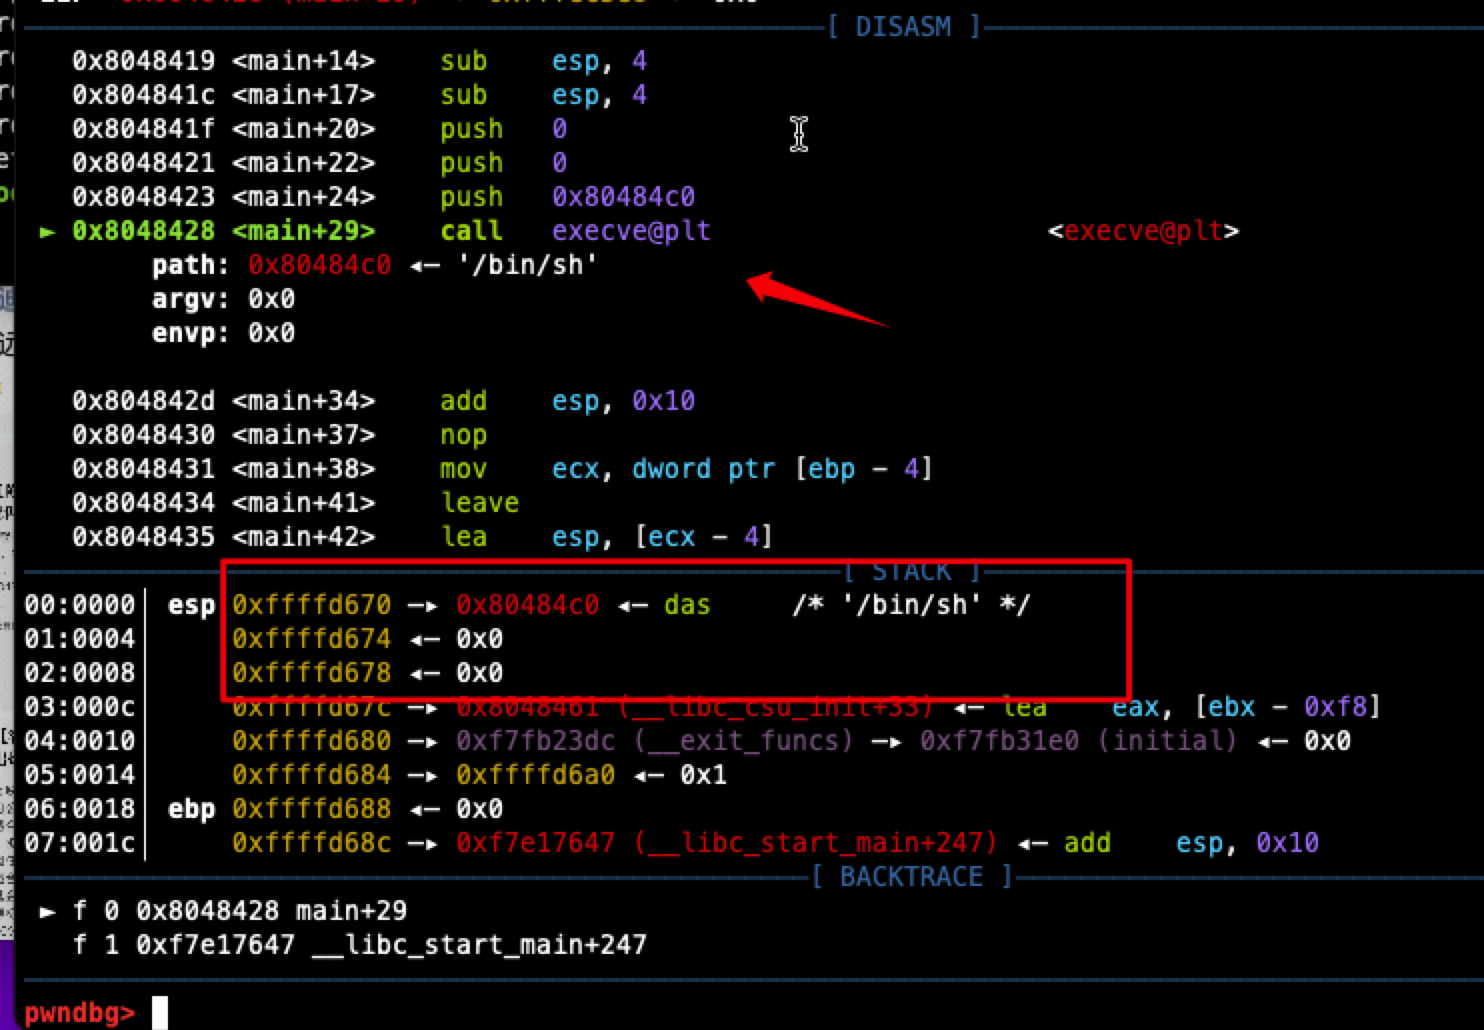 [ DISASM ]
0x8048419 <main+14> sub esp, 4
0x804841c <main+17> sub esp, 4
0x804841f <main+20> push 0
0x8048421 <main+22> push 0
0x8048423 <main+24> push 0x80484c0
► 0x8048428 <main+29> call execve@plt <execve@plt>
path: 0x80484c0 ◂— '/bin/sh'
argv: 0x0
envp: 0x0
0x804842d <main+34> add esp, 0x10
0x8048430 <main+37> nop
0x8048431 <main+38> mov ecx, dword ptr [ebp - 4]
0x8048434 <main+41> leave
0x8048435 <main+42> lea esp, [ecx - 4]
[ STACK ]
00:0000│ esp 0xffffd670 —▸ 0x80484c0 ◂— das /* '/bin/sh' */
01:0004│ 0xffffd674 ◂— 0x0
02:0008│ 0xffffd678 ◂— 0x0
03:000c│ 0xffffd67c —▸ 0x8048461 (__libc_csu_init+33) ◂— lea eax, [ebx - 0xf8]
04:0010│ 0xffffd680 —▸ 0xf7fb23dc (__exit_funcs) —▸ 0xf7fb31e0 (initial) ◂— 0x0
05:0014│ 0xffffd684 —▸ 0xffffd6a0 ◂— 0x1
06:0018│ ebp 0xffffd688 ◂— 0x0
07:001c│ 0xffffd68c —▸ 0xf7e17647 (__libc_start_main+247) ◂— add esp, 0x10
[ BACKTRACE ]
► f 0 0x8048428 main+29
f 1 0xf7e17647 __libc_start_main+247
pwndbg>